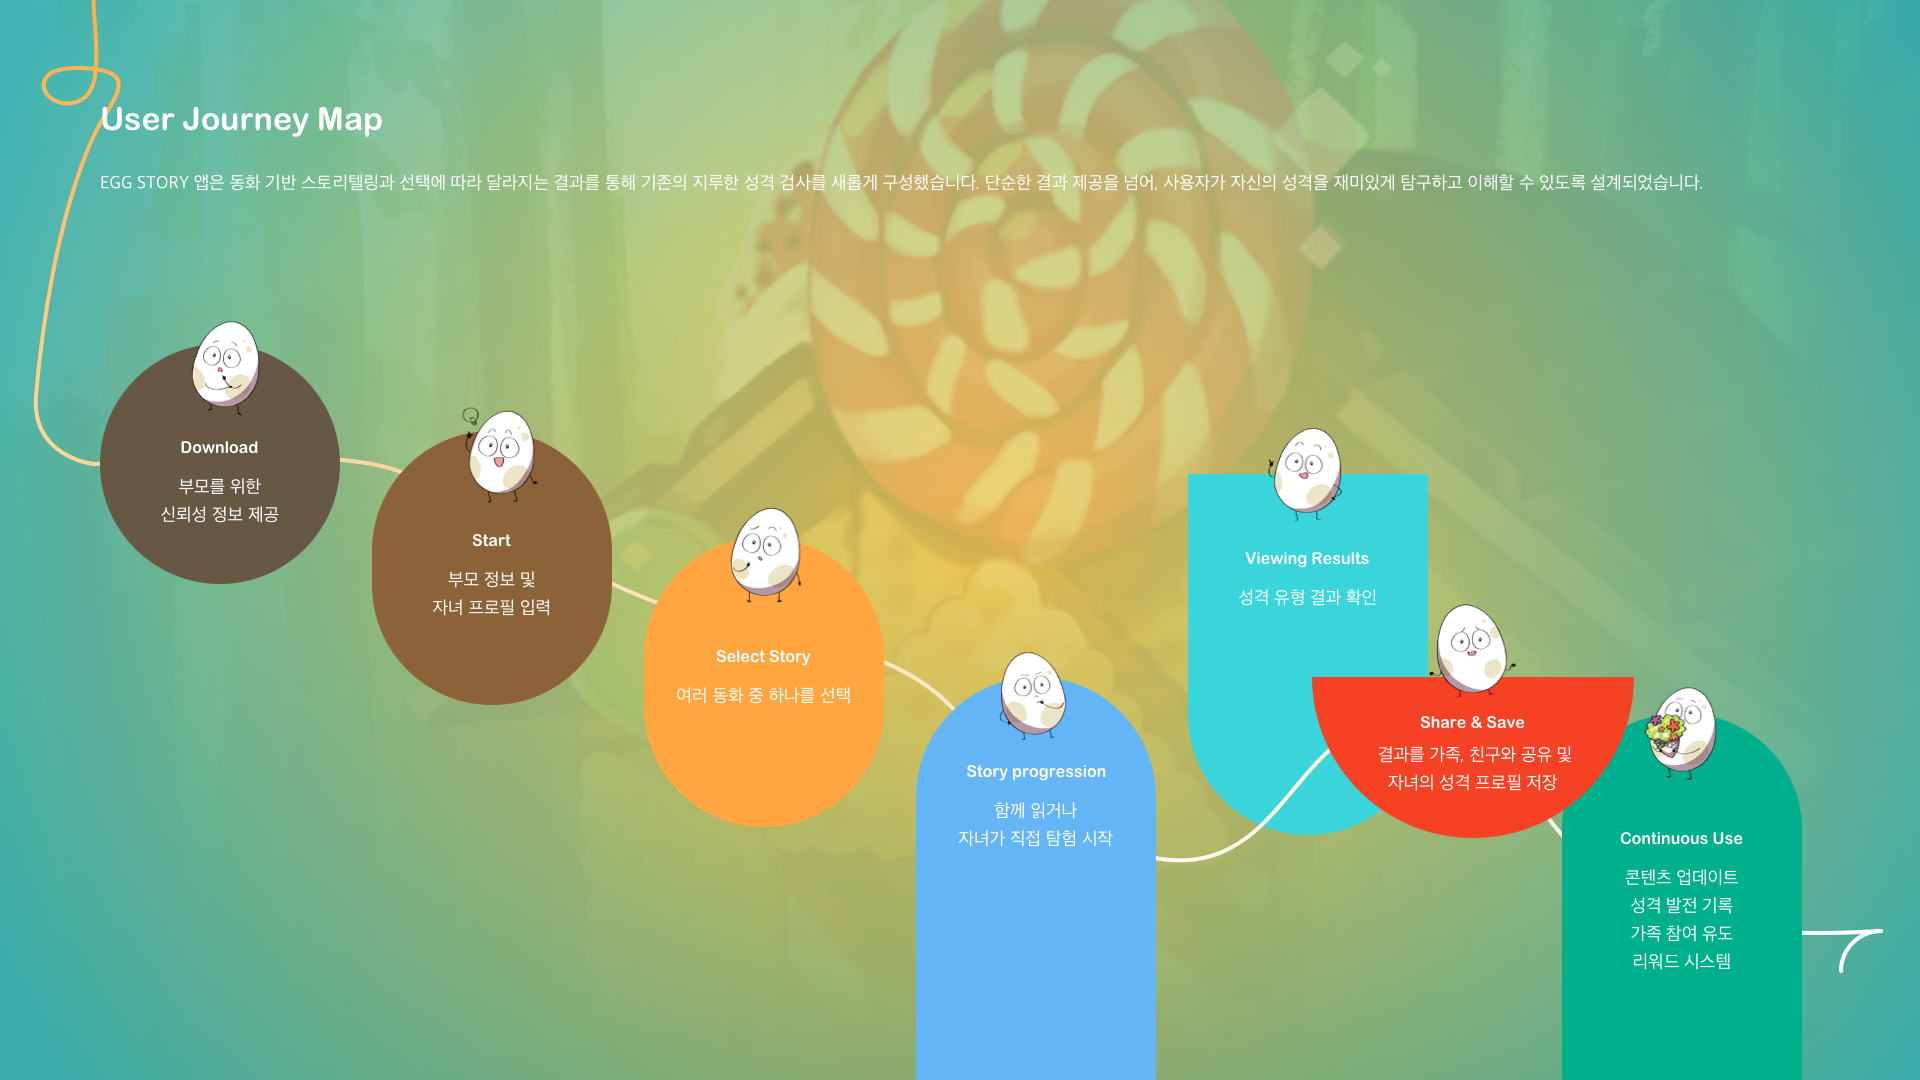 User Journey Map
EGG STORY 앱은 동화 기반 스토리텔링과 선택에 따라 달라지는 결과를 통해 기존의 지루한 성격 검사를 새롭게 구성했습니다. 단순한 결과 제공을 넘어, 사용자가 자신의 성격을 재미있게 탐구하고 이해할 수 있도록 설계되었습니다.
Download
부모를 위한
신뢰성 정보 제공
Start
부모 정보 및
자녀 프로필 입력
Select Story
여러 동화 중 하나를 선택
Story progression
함께 읽거나
자녀가 직접 탐험 시작
Viewing Results
성격 유형 결과 확인
Share & Save
결과를 가족, 친구와 공유 및
자녀의 성격 프로필 저장
Continuous Use
콘텐츠 업데이트
성격 발전 기록
가족 참여 유도
리워드 시스템